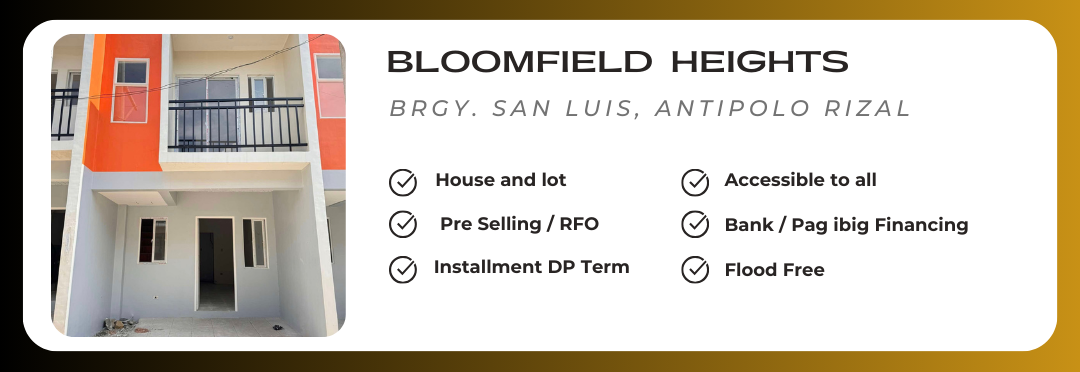 BLOOMFIELD HEIGHTS
BRGY. SAN LUIS, ANTIPOLO RIZAL
House and lot
Pre Selling / RFO
Installment DP Term
Accessible to all
Bank / Pag ibig Financing
Flood Free